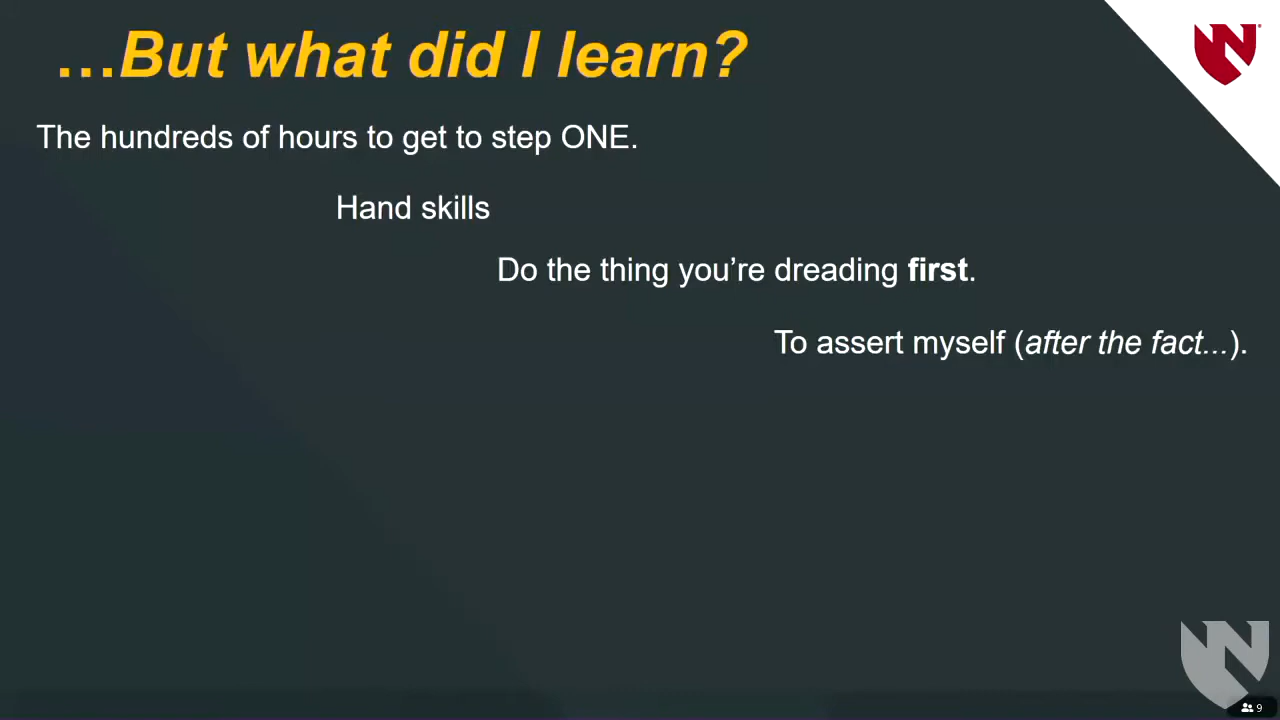 ...But what did I learn?
The hundreds of hours to get to step ONE.
Hand skills
Do the thing you’re dreading first.
To assert myself (after the fact...).
9